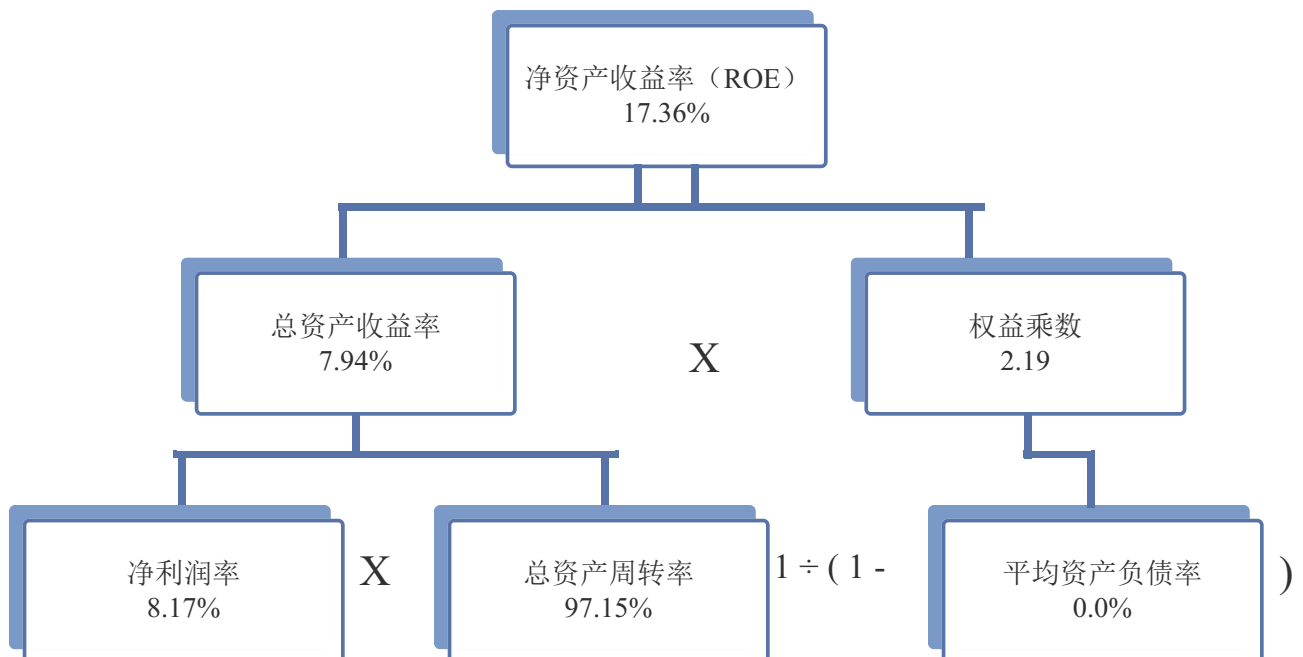 净资产收益率（ROE）
17.36%
总资产收益率
7.94%
X
权益乘数
2.19
净利润率
8.17%
X
总资产周转率
97.15%
1 ÷ ( 1 -
平均资产负债率
0.0%
)